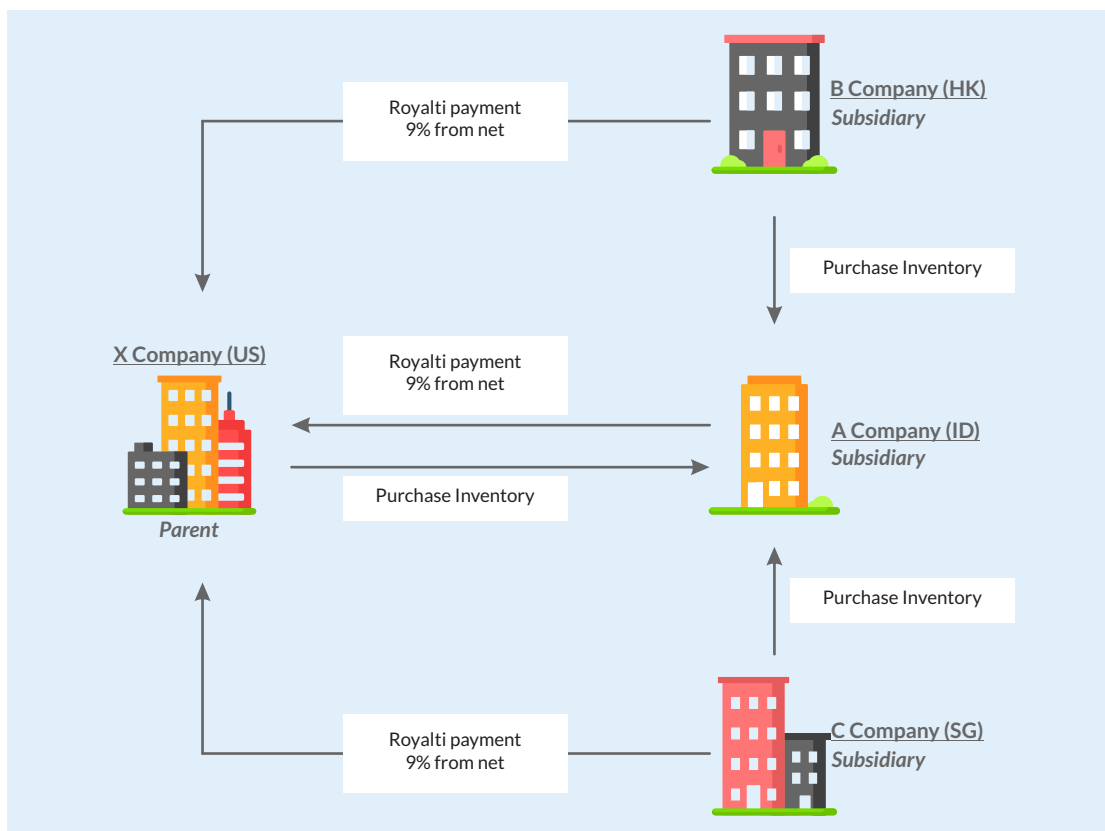 B Company (HK)
Subsidiary
Royalti payment
9% from net
Purchase Inventory
X Company (US)
Parent
Royalti payment
9% from net
Purchase Inventory
A Company (ID)
Subsidiary
Purchase Inventory
Royalti payment
9% from net
C Company (SG)
Subsidiary